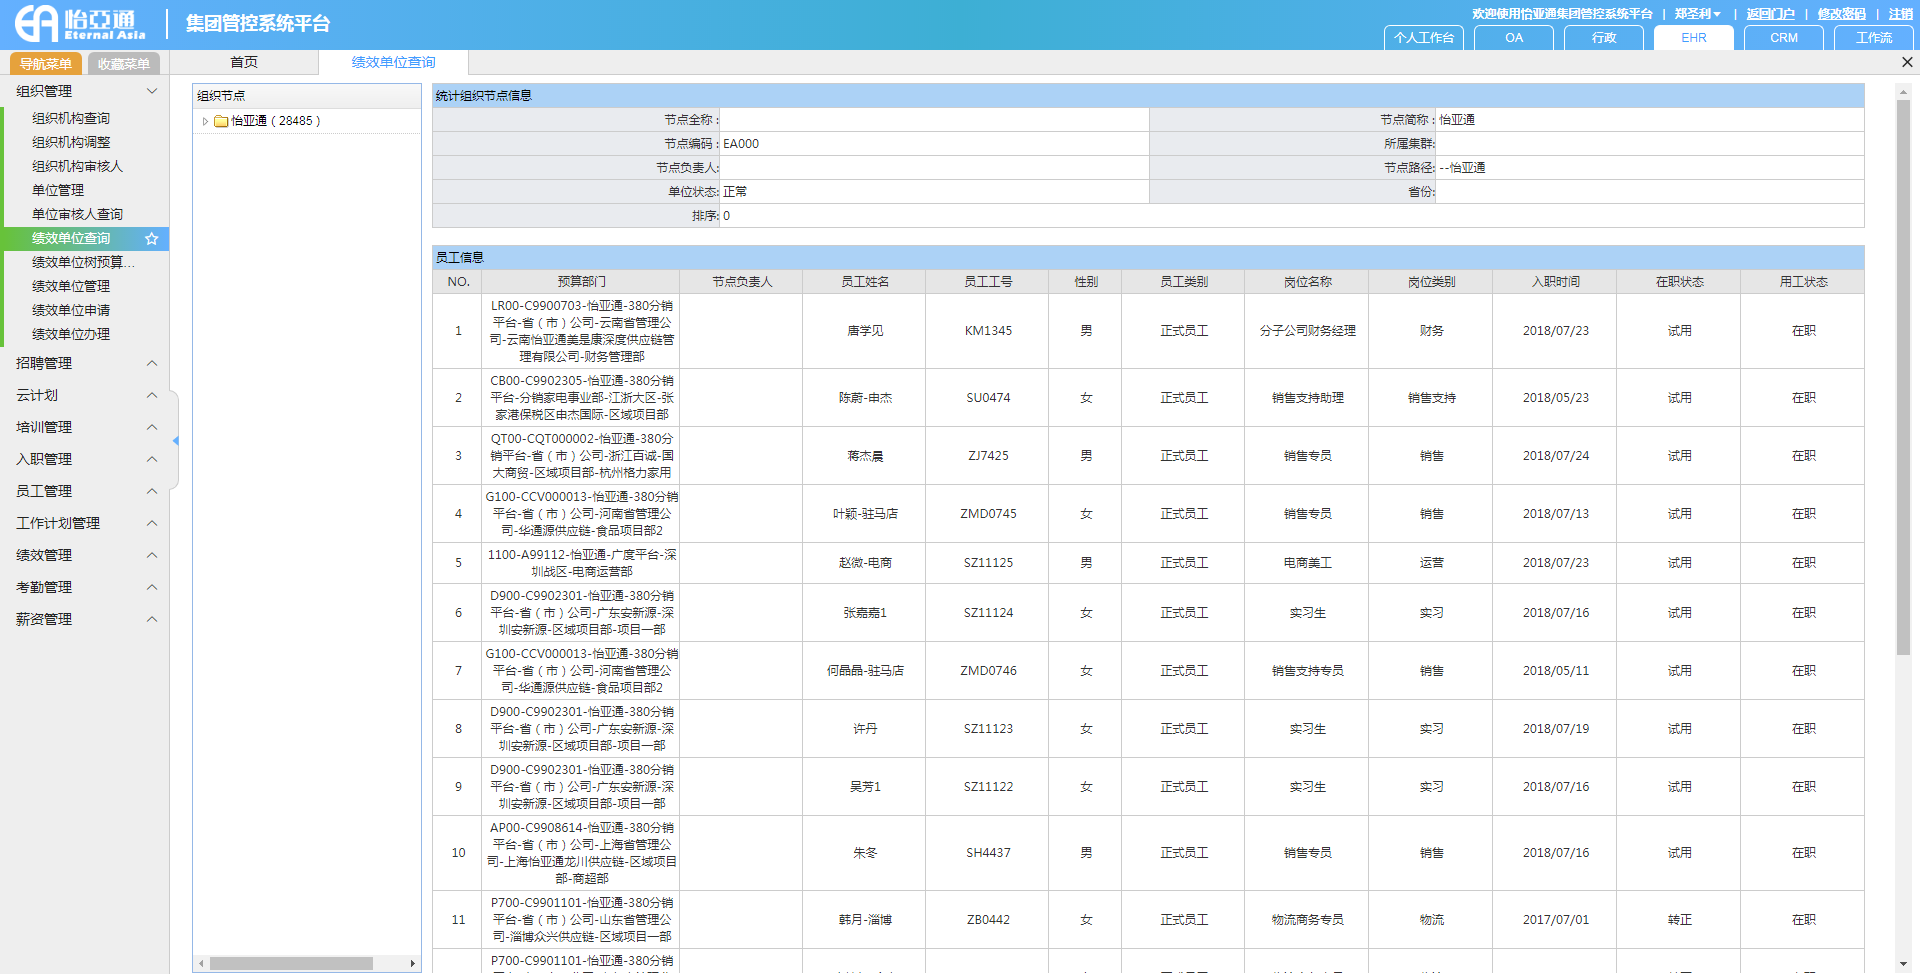 怡亞通
Eternal Asia
集团管控系统平台
欢迎使用怡亚通集团管控系统平台 | 郑圣利 | 返回门户 | 修改密码 | 注销
个人工作台 OA 行政 EHR CRM 工作流
导航菜单 收藏菜单 首页 绩效单位查询
组织管理
组织机构查询
组织机构调整
组织机构审核人
单位管理
单位审核人查询
绩效单位查询
绩效单位树预算...
绩效单位管理
绩效单位申请
绩效单位办理
招聘管理
云计划
培训管理
入职管理
员工管理
工作计划管理
绩效管理
考勤管理
薪资管理
组织节点
怡亚通 ( 28485 )
统计组织节点信息
节点全称 : 节点简称 : 怡亚通
节点编码 : EA000 所属集群:
节点负责人: 节点路径: --怡亚通
单位状态: 正常 省份:
排序: 0
员工信息
NO. 预算部门 节点负责人 员工姓名 员工工号 性别 员工类别 岗位名称 岗位类别 入职时间 在职状态 用工状态
LR00-C9900703-怡亚通-380分销
平台-省（市）公司-云南省管理公
司-云南怡亚通美是康深度供应链管
理有限公司-财务管理部
1 唐学见 KM1345 男 正式员工 分子公司财务经理 财务 2018/07/23 试用 在职
CB00-C9902305-怡亚通-380分销
平台-分销家电事业部-江浙大区-张
家港保税区申杰国际-区域项目部
2 陈蔚-申杰 SU0474 女 正式员工 销售支持助理 销售支持 2018/05/23 试用 在职
QT00-CQT000002-怡亚通-380分
销平台-省（市）公司-浙江百诚-国
大商贸-区域项目部-杭州格力家用
3 蒋杰晨 ZJ7425 男 正式员工 销售专员 销售 2018/07/24 试用 在职
G100-CCV000013-怡亚通-380分销
平台-省（市）公司-河南省管理公
司-华通源供应链-食品项目部2
4 叶颖-驻马店 ZMD0745 女 正式员工 销售专员 销售 2018/07/13 试用 在职
1100-A99112-怡亚通-广度平台-深
圳战区-电商运营部
5 赵微-电商 SZ11125 男 正式员工 电商美工 运营 2018/07/23 试用 在职
D900-C9902301-怡亚通-380分销
平台-省（市）公司-广东安新源-深
圳安新源-区域项目部-项目一部
6 张嘉嘉1 SZ11124 女 正式员工 实习生 实习 2018/07/16 试用 在职
G100-CCV000013-怡亚通-380分销
平台-省（市）公司-河南省管理公
司-华通源供应链-食品项目部2
7 何晶晶-驻马店 ZMD0746 女 正式员工 销售支持专员 销售 2018/05/11 试用 在职
D900-C9902301-怡亚通-380分销
平台-省（市）公司-广东安新源-深
圳安新源-区域项目部-项目一部
8 许丹 SZ11123 女 正式员工 实习生 实习 2018/07/19 试用 在职
D900-C9902301-怡亚通-380分销
平台-省（市）公司-广东安新源-深
圳安新源-区域项目部-项目一部
9 吴芳1 SZ11122 女 正式员工 实习生 实习 2018/07/16 试用 在职
AP00-C9908614-怡亚通-380分销
平台-省（市）公司-上海省管理公
司-上海怡亚通龙川供应链-区域项目
部-商超部
10 朱冬 SH4437 男 正式员工 销售专员 销售 2018/07/16 试用 在职
P700-C9901101-怡亚通-380分销
平台-省（市）公司-山东省管理公
司-淄博众兴供应链-区域项目一部
11 韩月-淄博 ZB0442 女 正式员工 物流商务专员 物流 2017/07/01 转正 在职
P700-C9901101-怡亚通-380分销